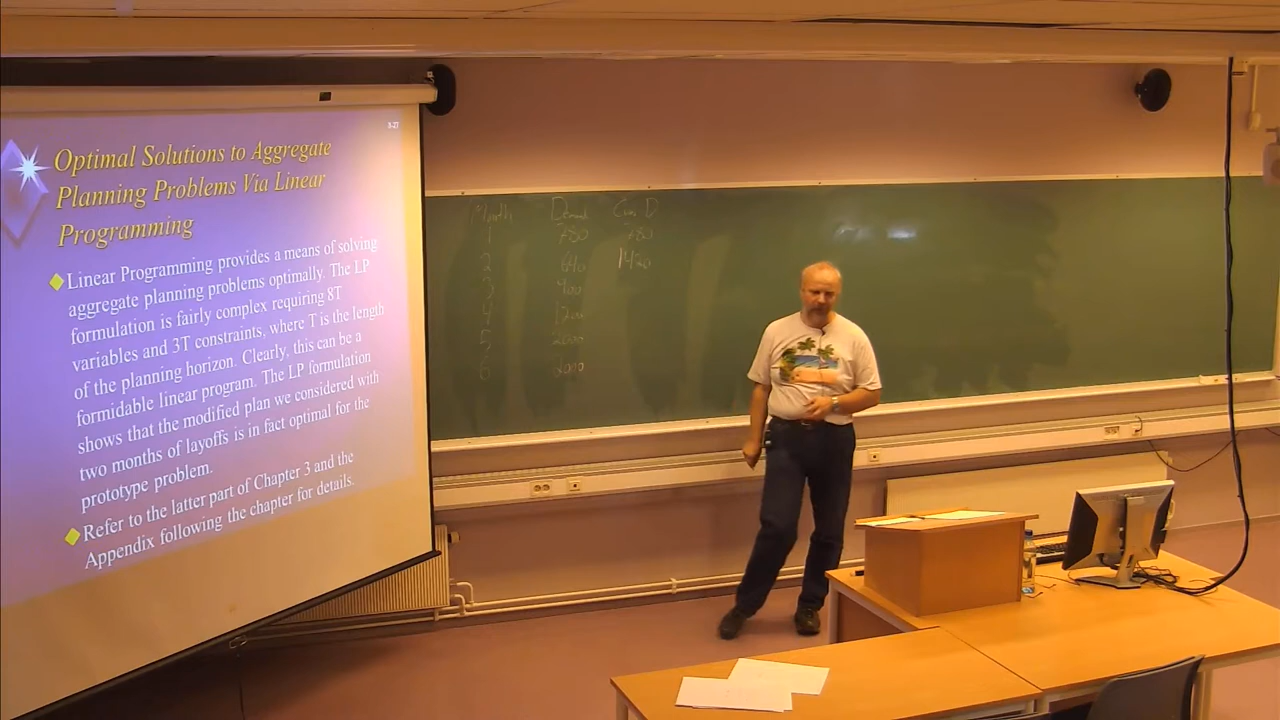 8-27
Optimal Solutions to Aggregate
Planning Problems Via Linear
Programming
Linear Programming provides a means of solving
aggregate planning problems optimally. The LP
formulation is fairly complex requiring 8T
variables and 3T constraints, where T is the length
of the planning horizon. Clearly, this can be a
formidable linear program. The LP formulation
shows that the modified plan we considered with
two months of layoffs is in fact optimal for the
prototype problem.
Refer to the latter part of Chapter 3 and the
Appendix following the chapter for details.
Month Demand Cum D
1 780 780
2 640 1420
3 900
4 1200
5 2000
6 2000